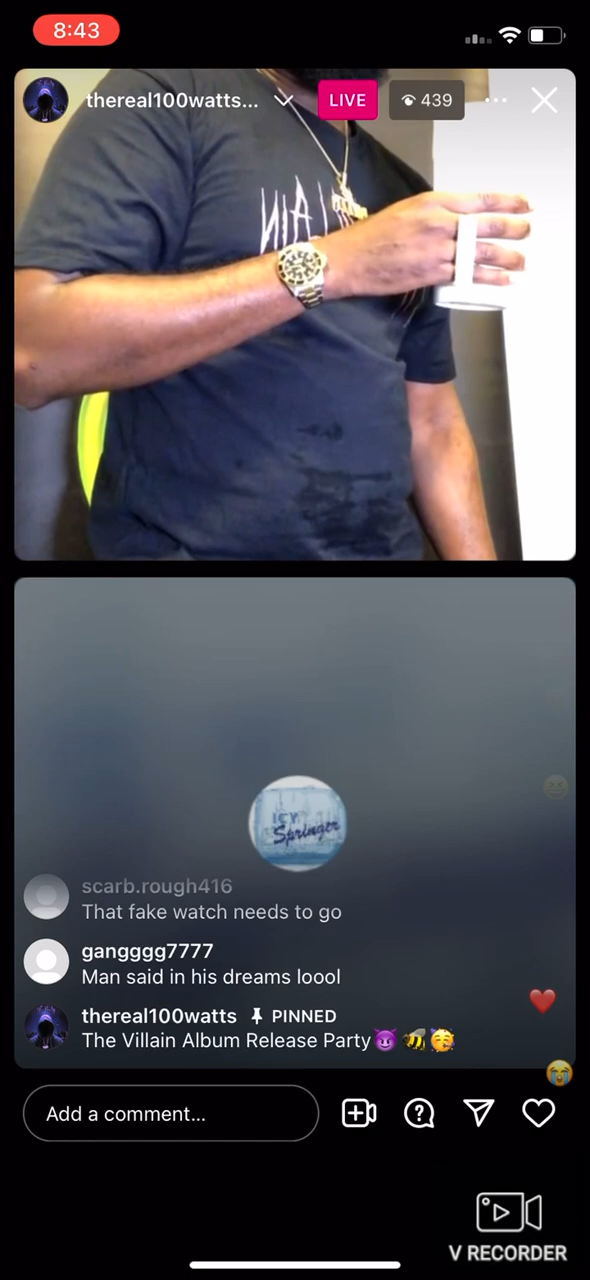 8:43
thereal100watts...
LIVE
439
ICY
Springer
scarb.rough416
That fake watch needs to go
gangggg7777
Man said in his dreams loool
thereal100watts PINNED
The Villain Album Release Party😈🐝🥳
Add a comment...
V RECORDER